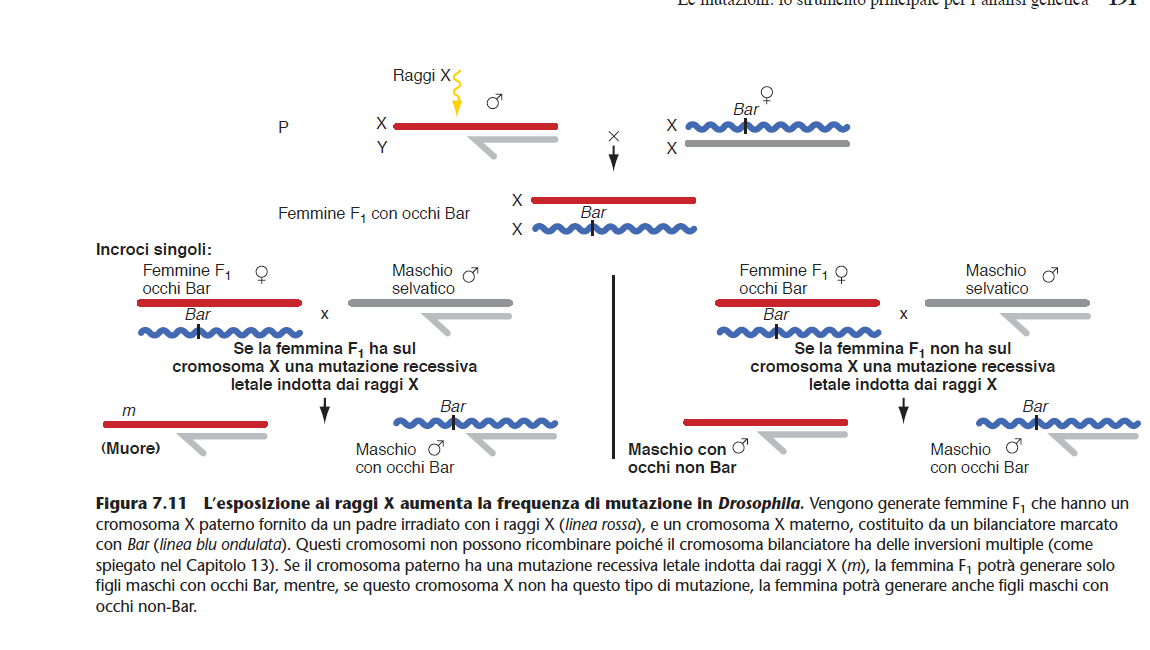 Le mutazioni: lo strumento principale per l'analisi genetica 191
Raggi X
♂
♀
Bar
P
X
Y
×
X
X
X
Femmine F1 con occhi Bar
Bar
X
Incroci singoli:
Femmine F1 ♀
occhi Bar
Maschio ♂
selvatico
Bar
x
Se la femmina F1 ha sul
cromosoma X una mutazione recessiva
letale indotta dai raggi X
m
Bar
(Muore)
Maschio ♂
con occhi Bar
Femmine F1 ♀
occhi Bar
Maschio ♂
selvatico
Bar
x
Se la femmina F1 non ha sul
cromosoma X una mutazione recessiva
letale indotta dai raggi X
Bar
Maschio con ♂
occhi non Bar
Maschio ♂
con occhi Bar
Figura 7.11 L'esposizione ai raggi X aumenta la frequenza di mutazione in Drosophila. Vengono generate femmine F1 che hanno un
cromosoma X paterno fornito da un padre irradiato con i raggi X (linea rossa), e un cromosoma X materno, costituito da un bilanciatore marcato
con Bar (linea blu ondulata). Questi cromosomi non possono ricombinare poiché il cromosoma bilanciatore ha delle inversioni multiple (come
spiegato nel Capitolo 13). Se il cromosoma paterno ha una mutazione recessiva letale indotta dai raggi X (m), la femmina F1 potrà generare solo
figli maschi con occhi Bar, mentre, se questo cromosoma X non ha questo tipo di mutazione, la femmina potrà generare anche figli maschi con
occhi non-Bar.